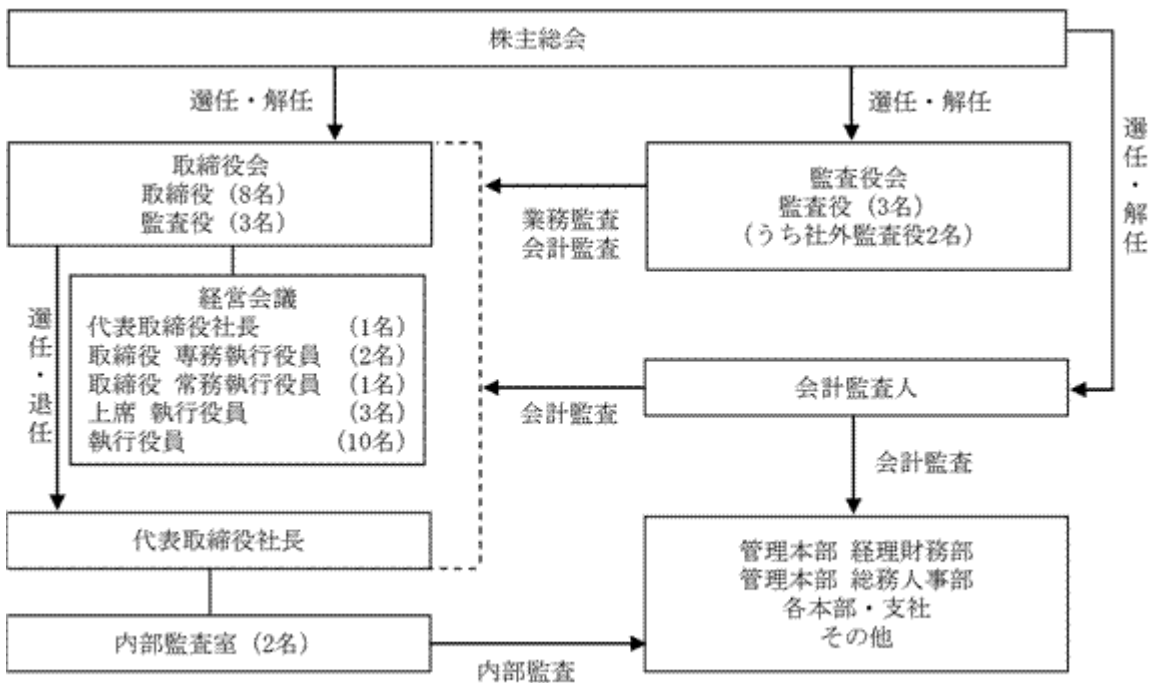 株主総会
選任・解任
選任・解任
選任・解任
取締役会
取締役 (8名)
監査役 (3名)
監査役会
監査役 (3名)
(うち社外監査役2名)
業務監査
会計監査
選任・退任
経営会議
代表取締役社長 (1名)
取締役 専務執行役員 (2名)
取締役 常務執行役員 (1名)
上席 執行役員 (3名)
執行役員 (10名)
会計監査人
会計監査
会計監査
代表取締役社長
管理本部 経理財務部
管理本部 総務人事部
各本部・支社
その他
内部監査室 (2名)
内部監査